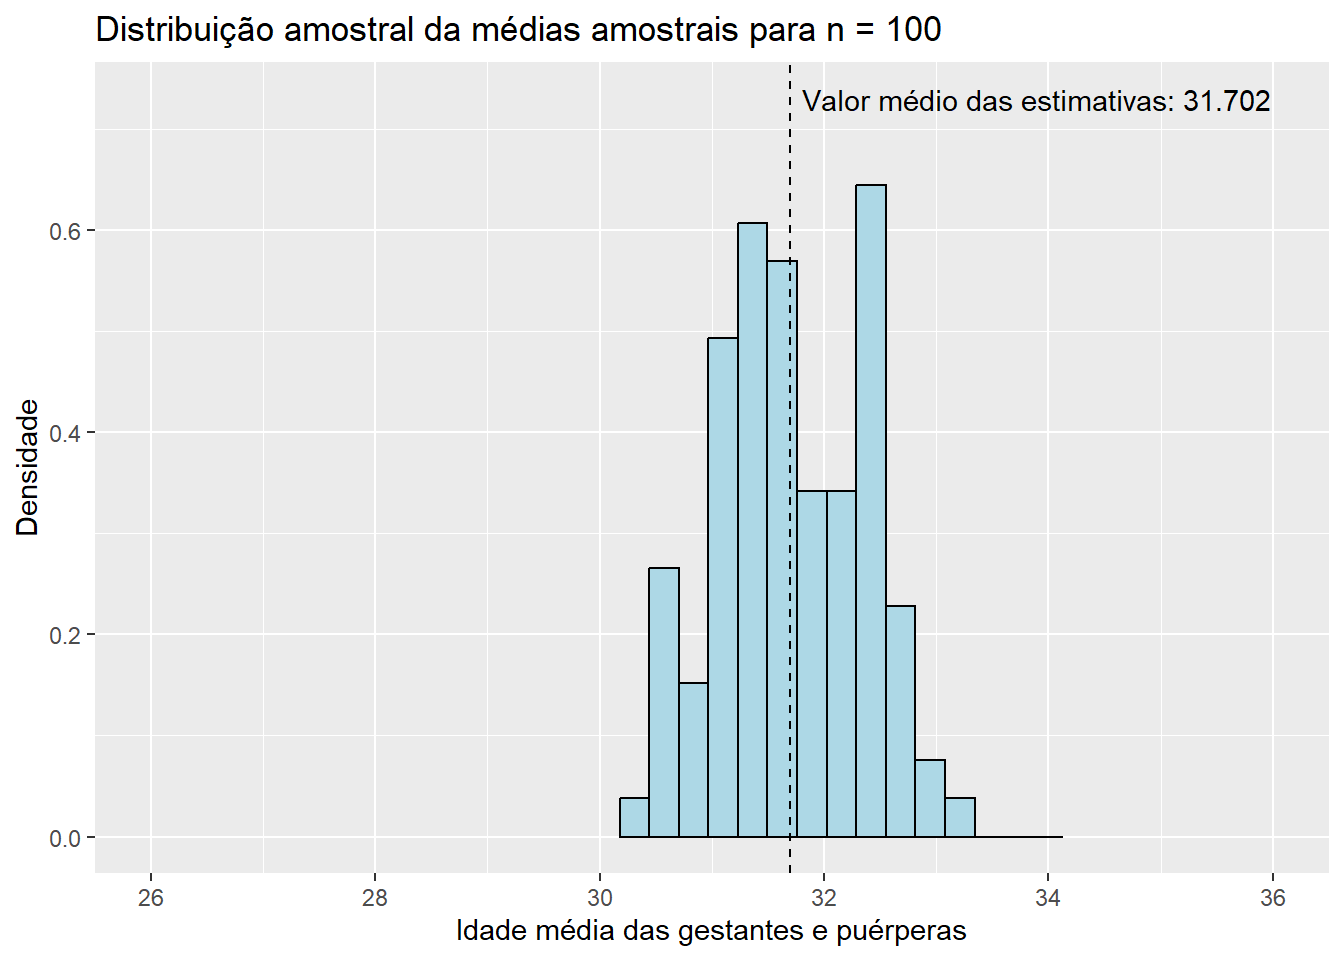 Distribuição amostral da médias amostrais para n = 100
Valor médio das estimativas: 31.702
Densidade
0.6
0.4
0.2
0.0
26 28 30 32 34 36
Idade média das gestantes e puérperas